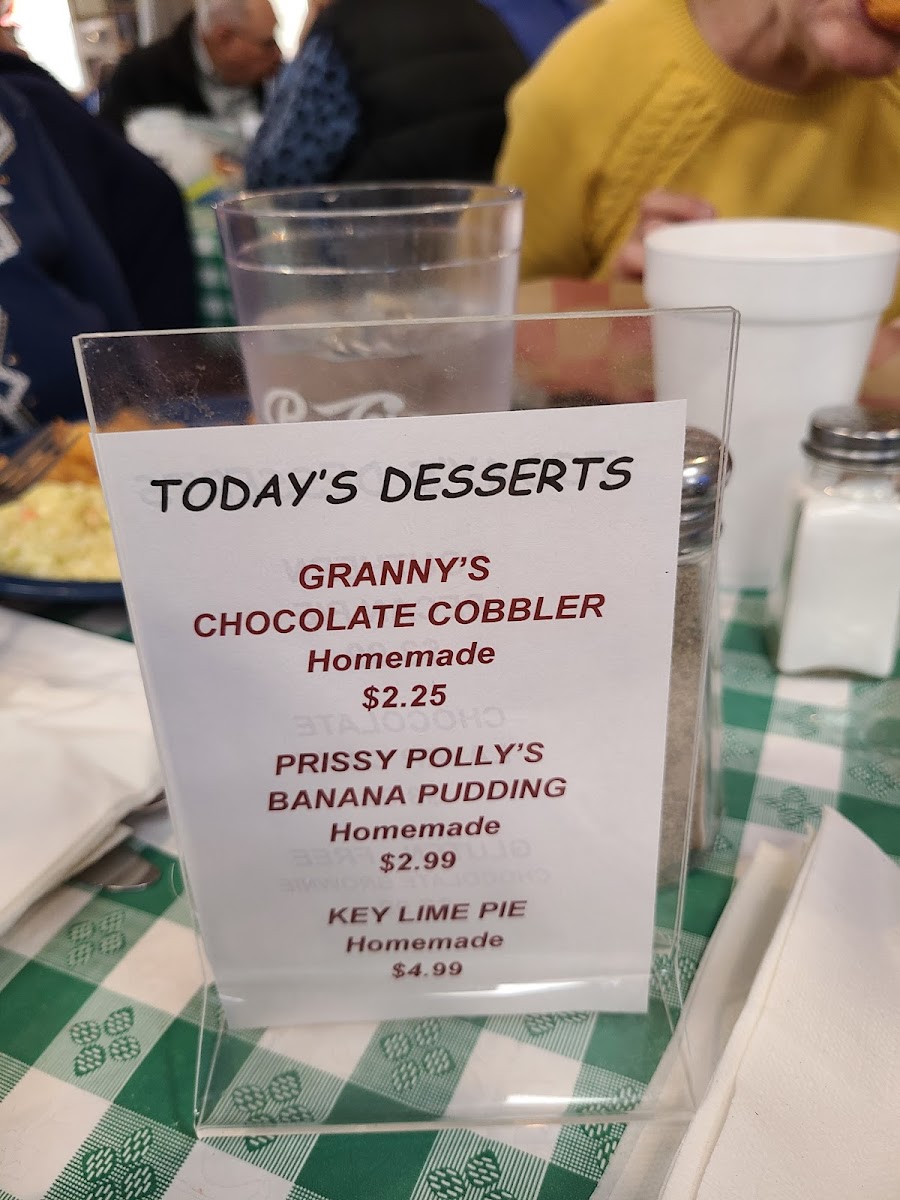 TODAY'S DESSERTS
GRANNY'S
CHOCOLATE COBBLER
Homemade
$2.25
PRISSY POLLY'S
BANANA PUDDING
Homemade
$2.99
KEY LIME PIE
Homemade
$4.99